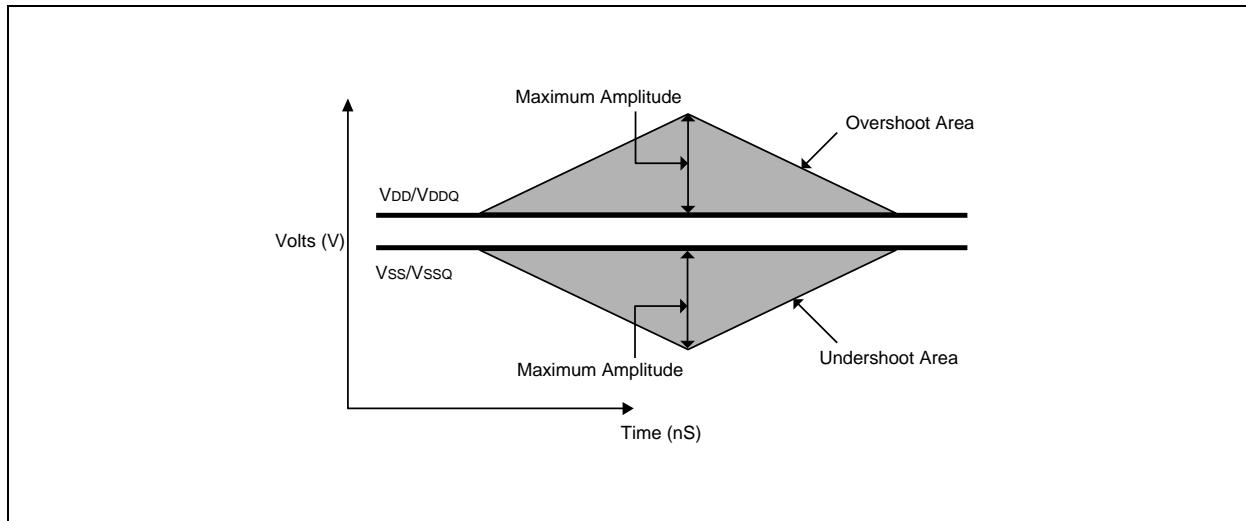 Maximum Amplitude
Overshoot Area
VDD/VDDQ
Volts (V)
VSS/VSSQ
Undershoot Area
Maximum Amplitude
Time (nS)